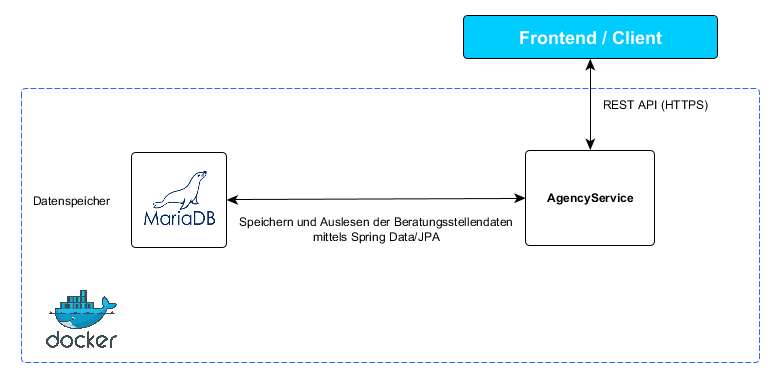 Frontend / Client
REST API (HTTPS)
AgencyService
Datenspeicher
MariaDB
Speichern und Auslesen der Beratungsstellendaten
mittels Spring Data/JPA
docker